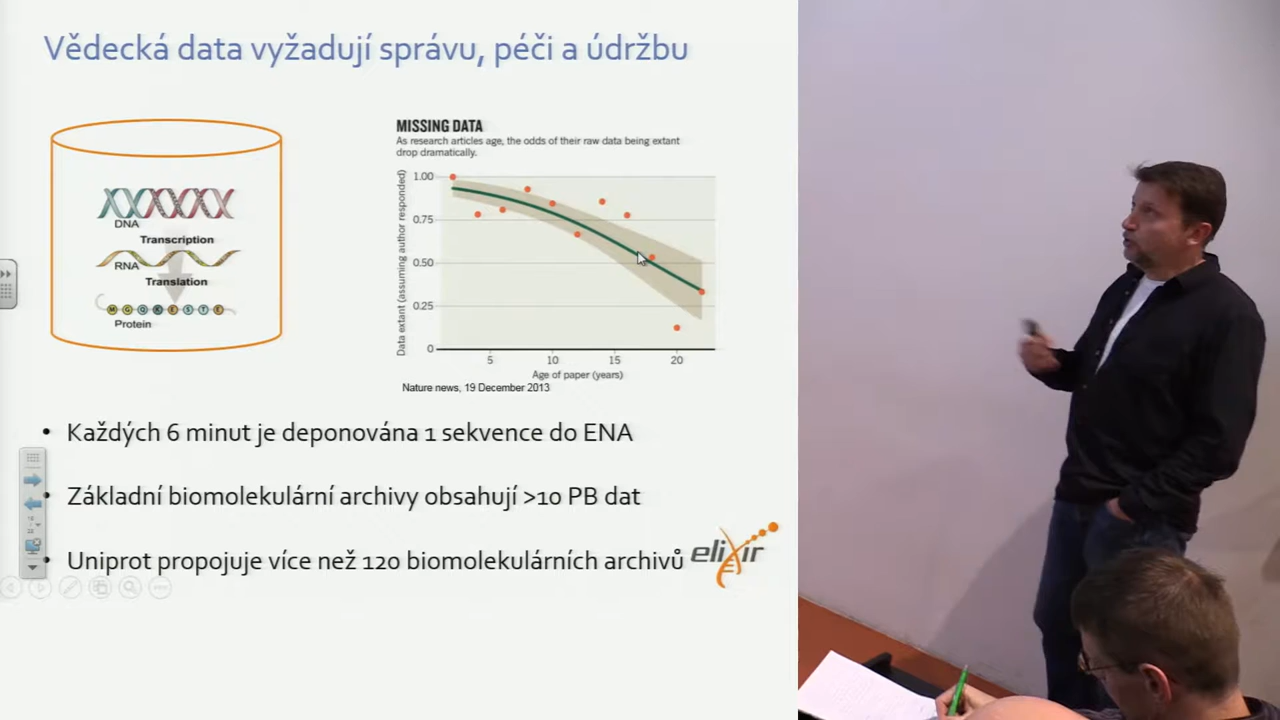 Vědecká data vyžadují správu, péči a údržbu
DNA
Transcription
RNA
Translation
M G Q K E S T E
Protein
MISSING DATA
As research articles age, the odds of their raw data being extant
drop dramatically.
Data extant (assuming author responded)
1.00
0.75
0.50
0.25
0
5 10 15 20
Age of paper (years)
Nature news, 19 December 2013
• Každých 6 minut je deponována 1 sekvence do ENA
• Základní biomolekulární archivy obsahují >10 PB dat
• Uniprot propojuje více než 120 biomolekulárních archivů
elixir